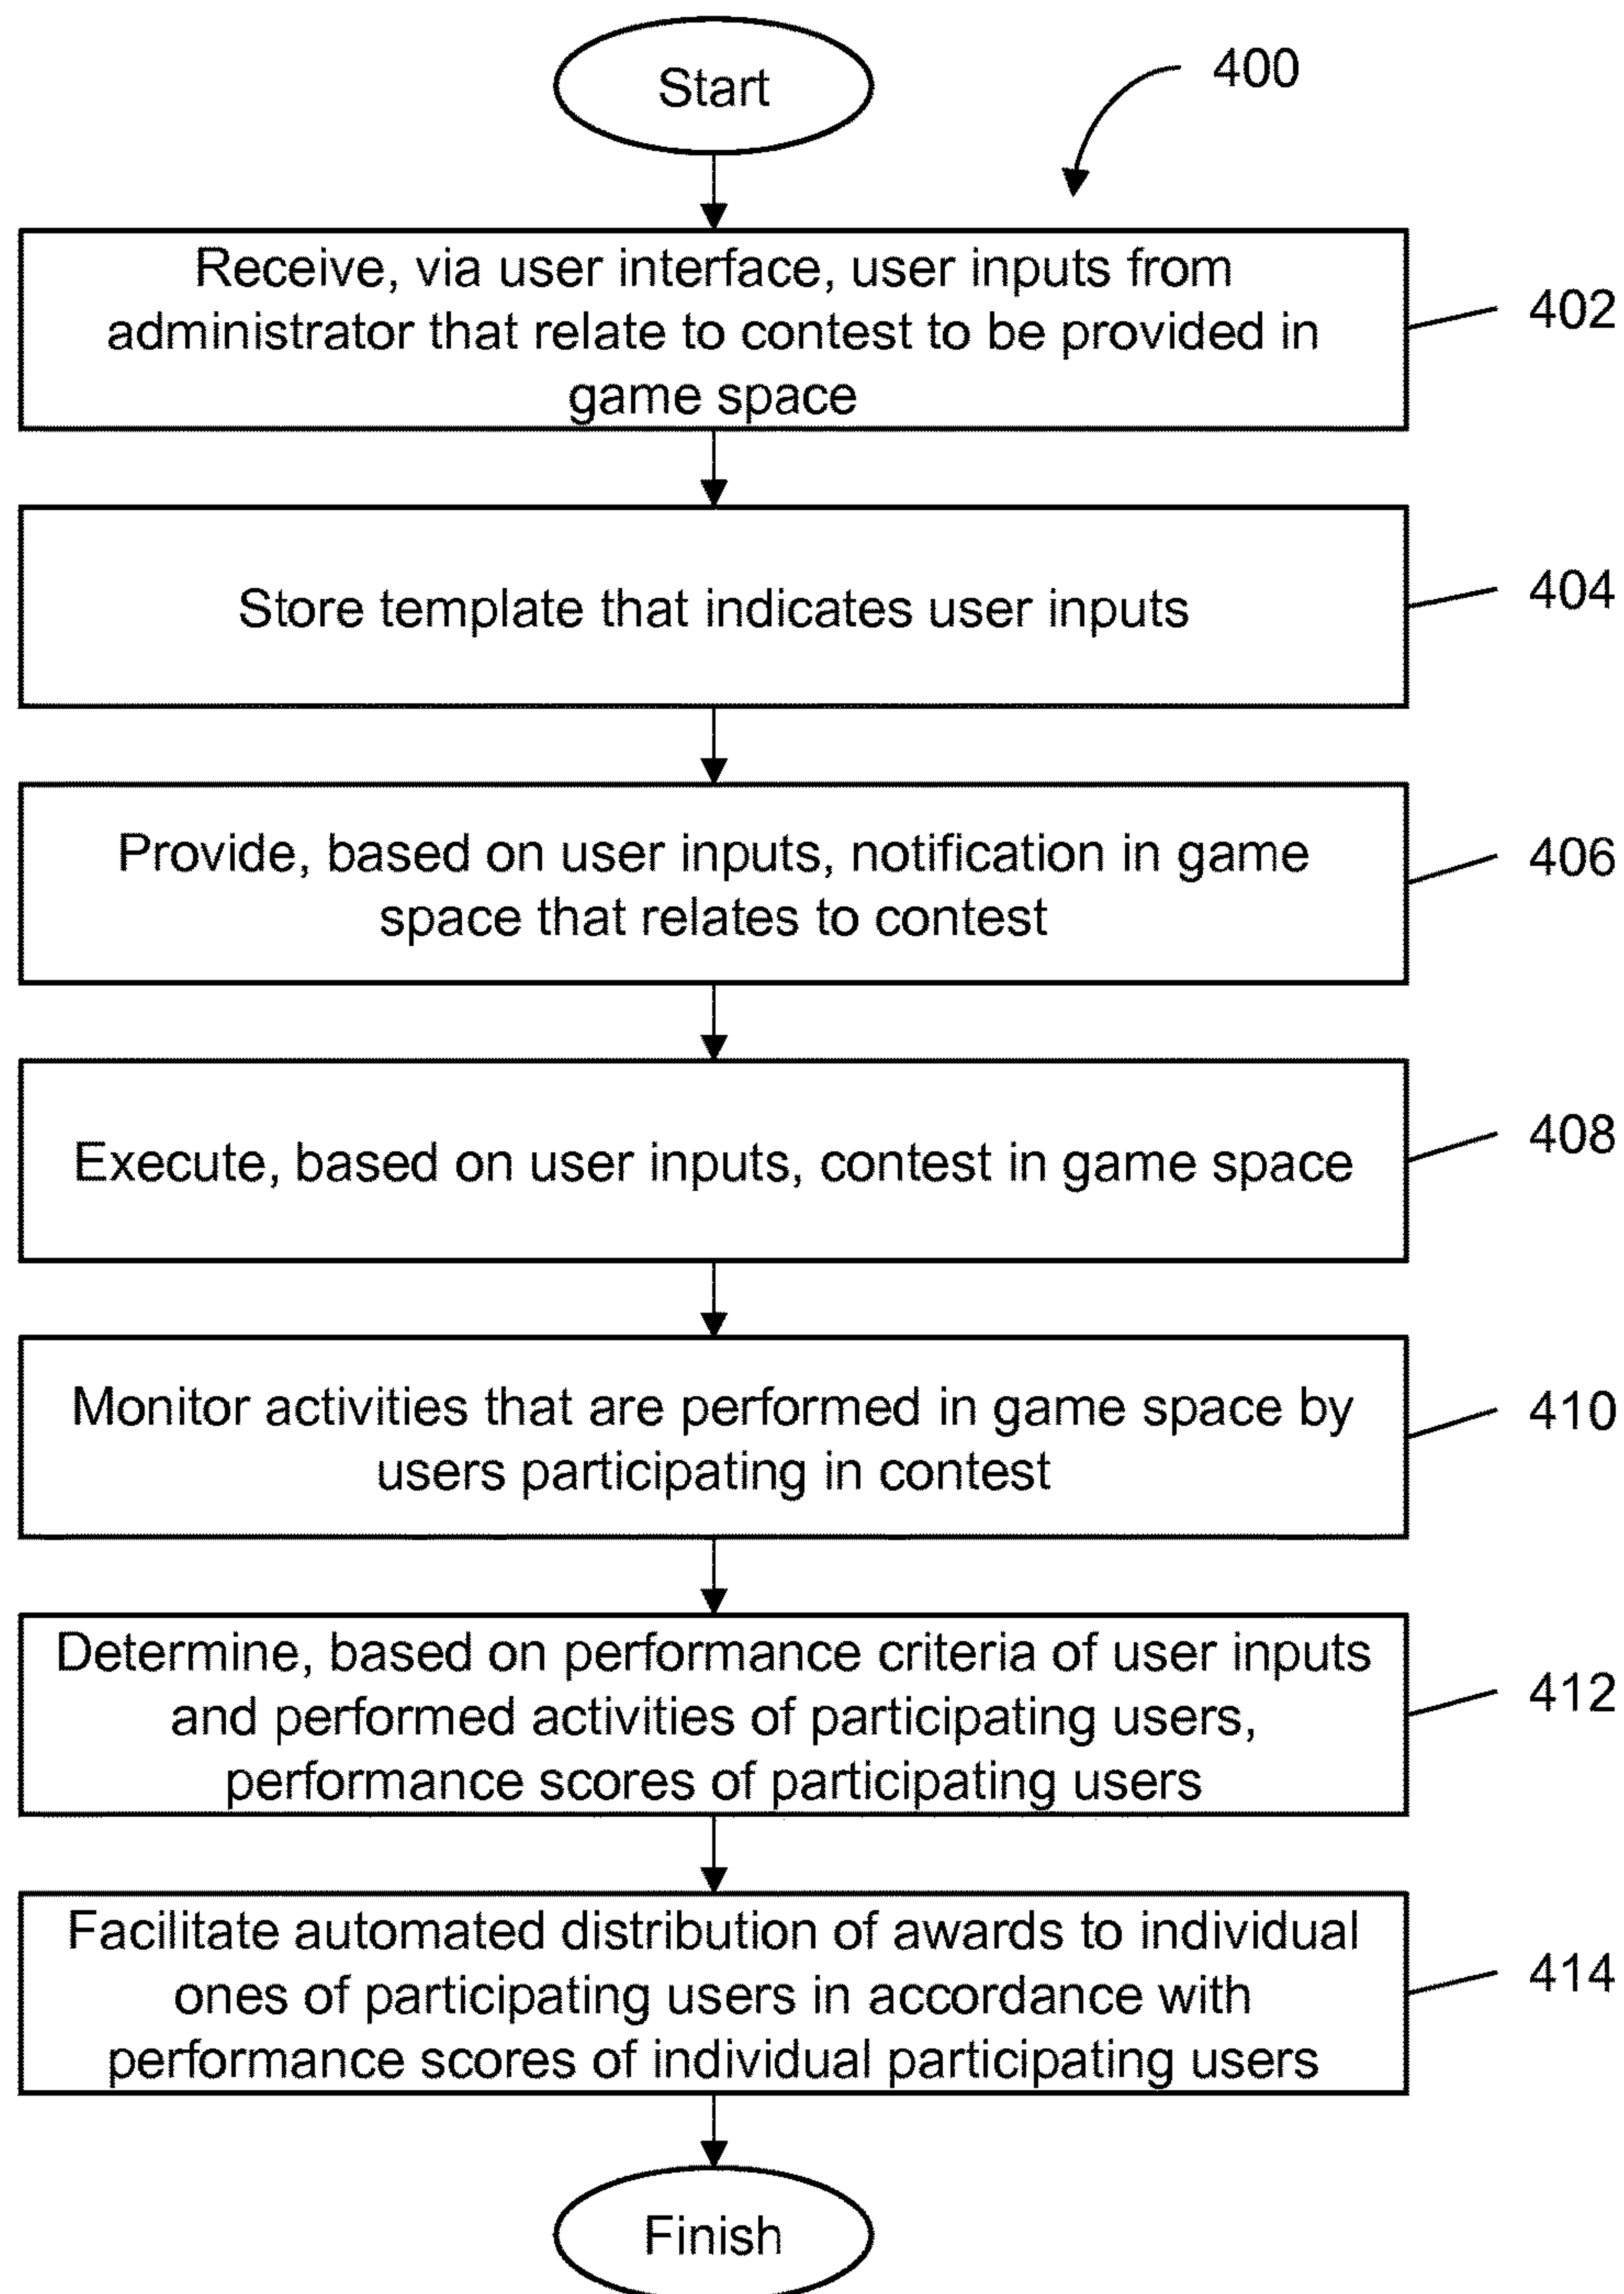 Start
400
Receive, via user interface, user inputs from
administrator that relate to contest to be provided in
game space
402
Store template that indicates user inputs
404
Provide, based on user inputs, notification in game
space that relates to contest
406
Execute, based on user inputs, contest in game space
408
Monitor activities that are performed in game space by
users participating in contest
410
Determine, based on performance criteria of user inputs
and performed activities of participating users,
performance scores of participating users
412
Facilitate automated distribution of awards to individual
ones of participating users in accordance with
performance scores of individual participating users
414
Finish